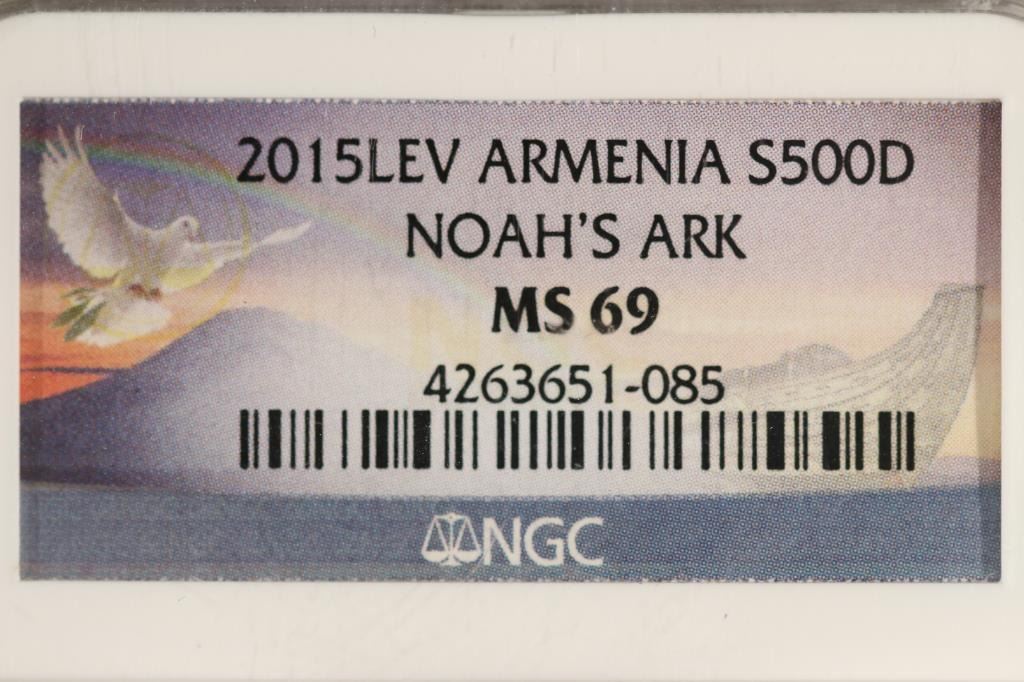 2015LEV ARMENIA S500D
NOAH'S ARK
MS 69
4263651-085
NGC